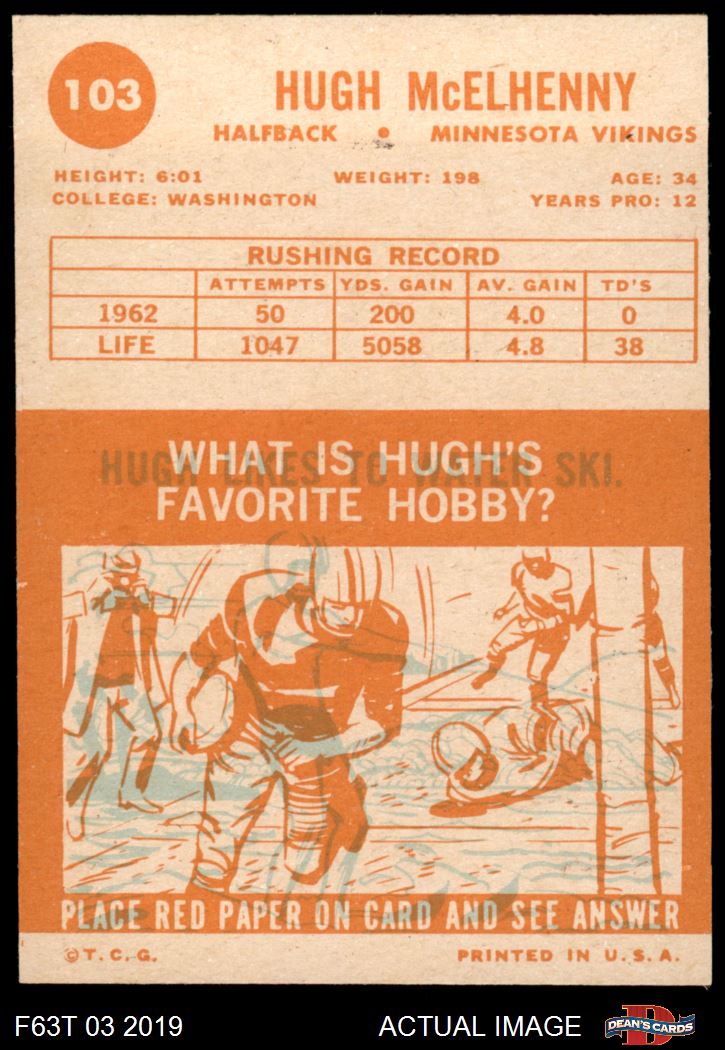 103
HUGH McELHENNY
HALFBACK • MINNESOTA VIKINGS
HEIGHT: 6:01 WEIGHT: 198 AGE: 34
COLLEGE: WASHINGTON YEARS PRO: 12
RUSHING RECORD
ATTEMPTS YDS. GAIN AV. GAIN TD'S
1962 50 200 4.0 0
LIFE 1047 5058 4.8 38
WHAT IS HUGH'S
HUGH LIKES TO WATER SKI.
FAVORITE HOBBY?
PLACE RED PAPER ON CARD AND SEE ANSWER
©T.C.G. PRINTED IN U.S.A.
F63T 03 2019 ACTUAL IMAGE DEAN'S CARDS